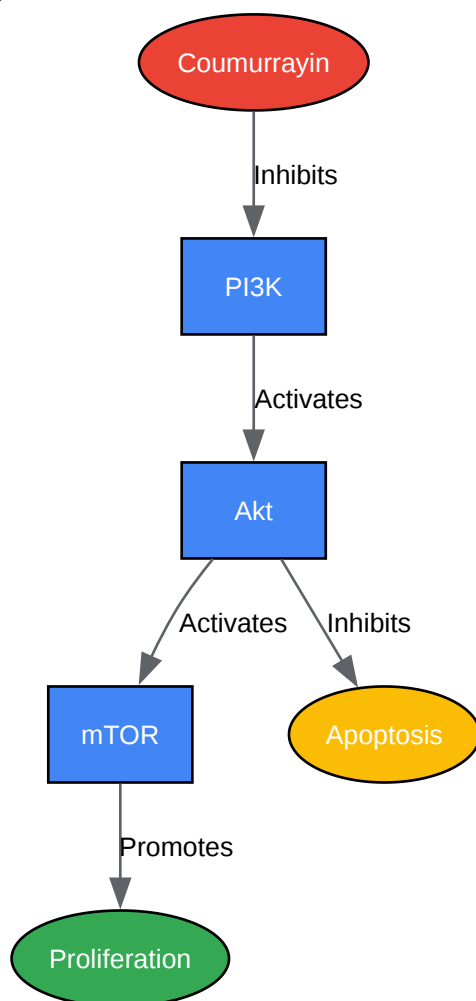 Coumurrayin
Inhibits
PI3K
Activates
Akt
Activates
Inhibits
mTOR
Apoptosis
Promotes
Proliferation